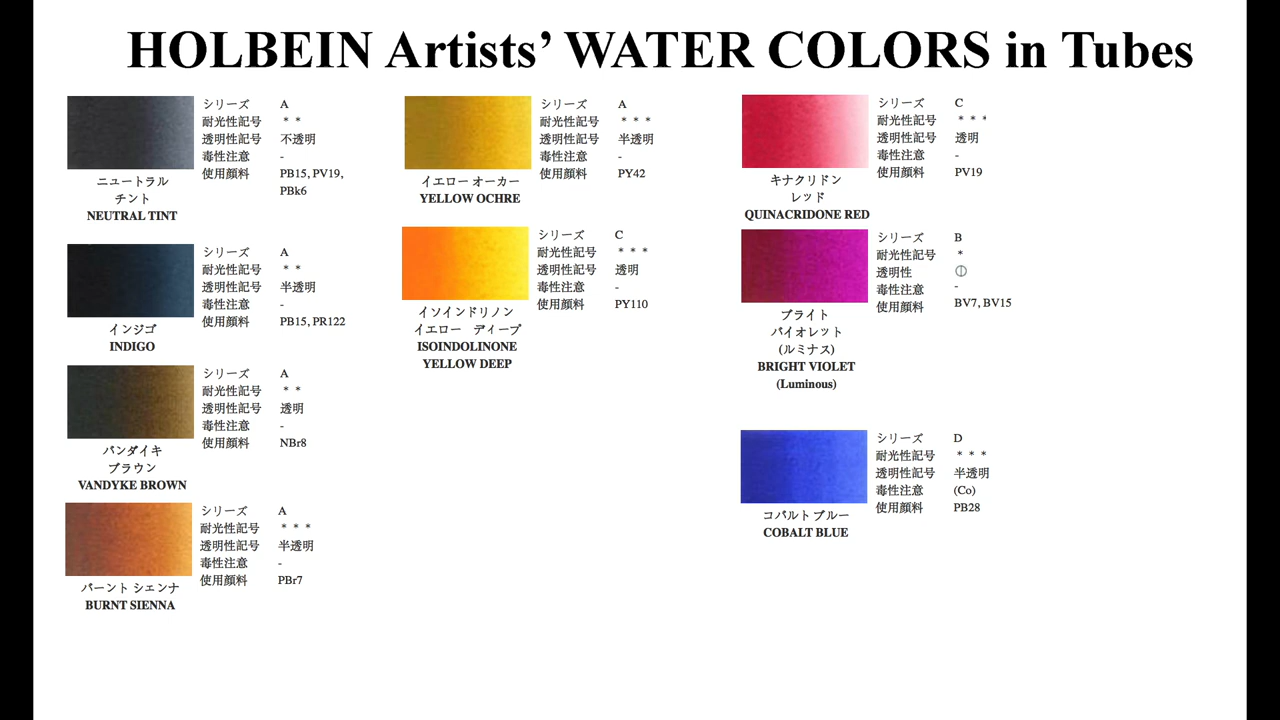 HOLBEIN Artists’ WATER COLORS in Tubes
シリーズ A
耐光性記号 * *
透明性記号 不透明
毒性注意 -
使用顔料 PB15, PV19,
PBk6
ニュートラル
チント
NEUTRAL TINT
シリーズ A
耐光性記号 * *
透明性記号 半透明
毒性注意 -
使用顔料 PB15, PR122
インジゴ
INDIGO
シリーズ A
耐光性記号 * *
透明性記号 透明
毒性注意 -
使用顔料 NBr8
バンダイキ
ブラウン
VANDYKE BROWN
シリーズ A
耐光性記号 * * *
透明性記号 半透明
毒性注意 -
使用顔料 PBr7
バーント シェンナ
BURNT SIENNA
シリーズ A
耐光性記号 * * *
透明性記号 半透明
毒性注意 -
使用顔料 PY42
イエロー オーカー
YELLOW OCHRE
シリーズ C
耐光性記号 * * *
透明性記号 透明
毒性注意 -
使用顔料 PY110
イソインドリノン
イエロー ディープ
ISOINDOLINONE
YELLOW DEEP
シリーズ C
耐光性記号 * * *
透明性記号 透明
毒性注意 -
使用顔料 PV19
キナクリドン
レッド
QUINACRIDONE RED
シリーズ B
耐光性記号 *
透明性 ⦶
毒性注意 -
使用顔料 BV7, BV15
ブライト
バイオレット
(ルミナス)
BRIGHT VIOLET
(Luminous)
シリーズ D
耐光性記号 * * *
透明性記号 半透明
毒性注意 (Co)
使用顔料 PB28
コバルト ブルー
COBALT BLUE